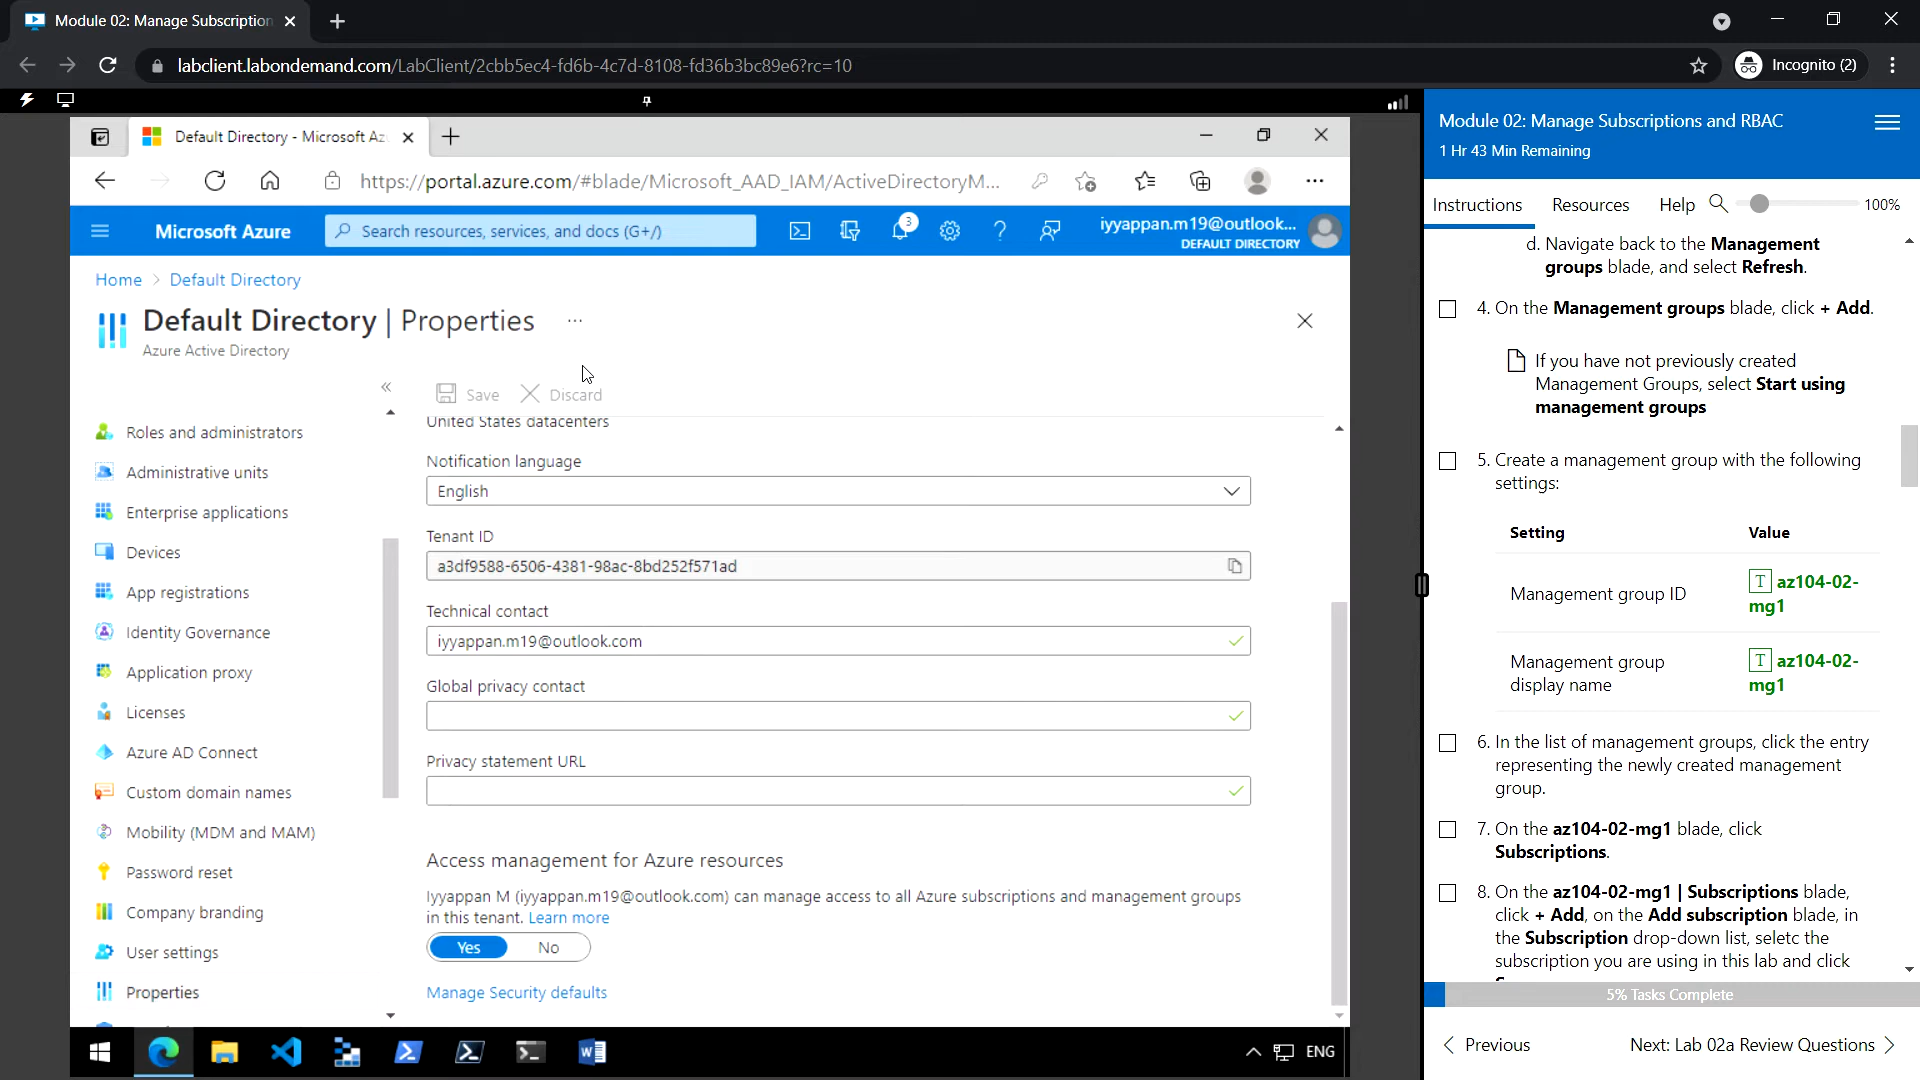 Module 02: Manage Subscription
labclient.labondemand.com/LabClient/2cbb5ec4-fd6b-4c7d-8108-fd36b3bc89e6?rc=10
Incognito (2)
Default Directory - Microsoft Az
https://portal.azure.com/#blade/Microsoft_AAD_IAM/ActiveDirectoryM...
Microsoft Azure
Search resources, services, and docs (G+/)
3
iyyappan.m19@outlook...
DEFAULT DIRECTORY
Home > Default Directory
Default Directory | Properties ...
Azure Active Directory
Save
Discard
Roles and administrators
Administrative units
Enterprise applications
Devices
App registrations
Identity Governance
Application proxy
Licenses
Azure AD Connect
Custom domain names
Mobility (MDM and MAM)
Password reset
Company branding
User settings
Properties
United States datacenters
Notification language
English
Tenant ID
a3df9588-6506-4381-98ac-8bd252f571ad
Technical contact
iyyappan.m19@outlook.com
Global privacy contact
Privacy statement URL
Access management for Azure resources
Iyyappan M (iyyappan.m19@outlook.com) can manage access to all Azure subscriptions and management groups
in this tenant. Learn more
Yes No
Manage Security defaults
ENG
Module 02: Manage Subscriptions and RBAC
1 Hr 43 Min Remaining
Instructions Resources Help 100%
d. Navigate back to the Management
groups blade, and select Refresh.
4. On the Management groups blade, click + Add.
If you have not previously created
Management Groups, select Start using
management groups
5. Create a management group with the following
settings:
Setting Value
Management group ID T az104-02-
mg1
Management group T az104-02-
display name mg1
6. In the list of management groups, click the entry
representing the newly created management
group.
7. On the az104-02-mg1 blade, click
Subscriptions.
8. On the az104-02-mg1 | Subscriptions blade,
click + Add, on the Add subscription blade, in
the Subscription drop-down list, seletc the
subscription you are using in this lab and click
5% Tasks Complete
Previous
Next: Lab 02a Review Questions